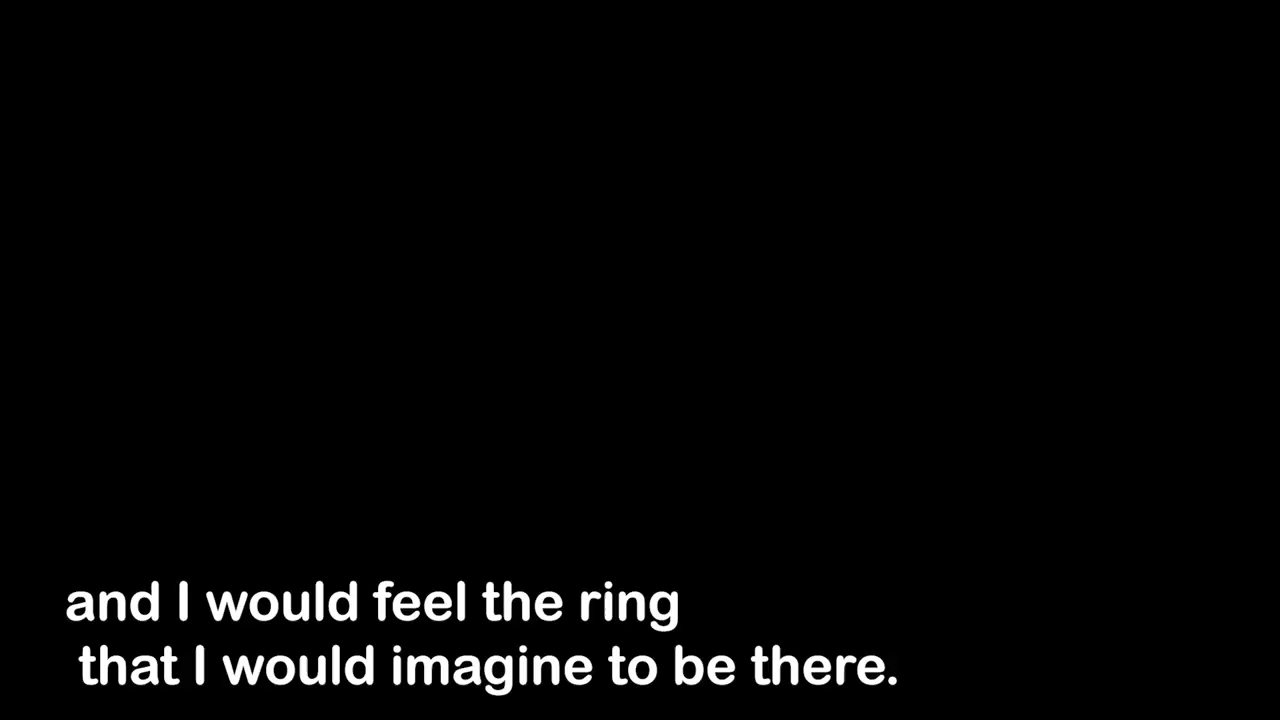 and I would feel the ring
that I would imagine to be there.